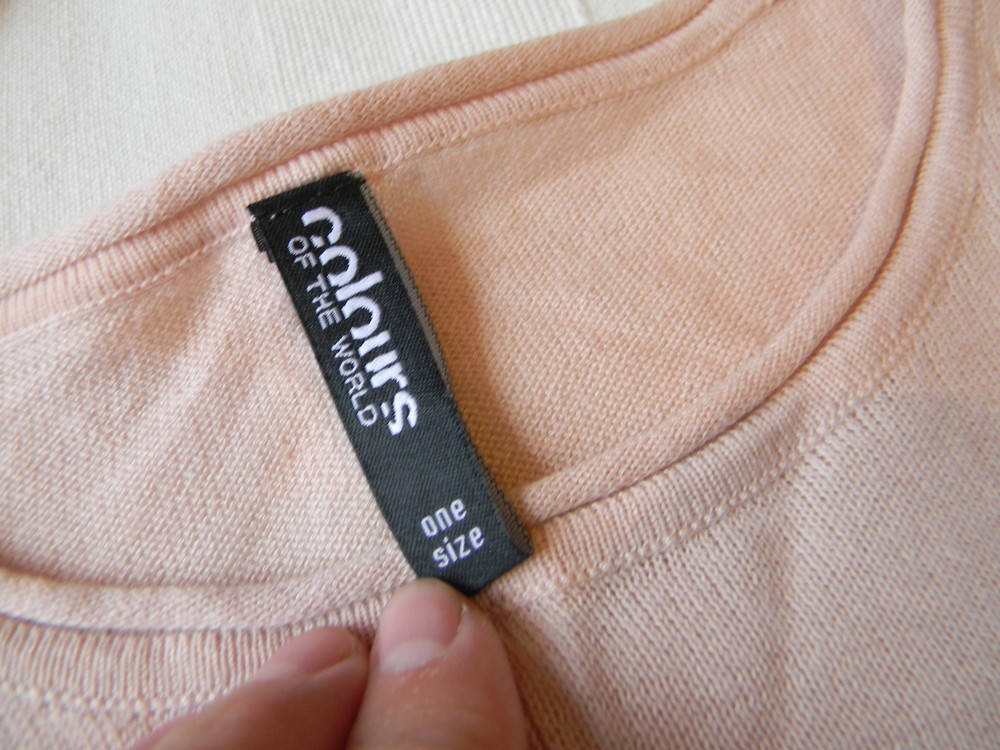 colours
OF THE WORLD
one
size